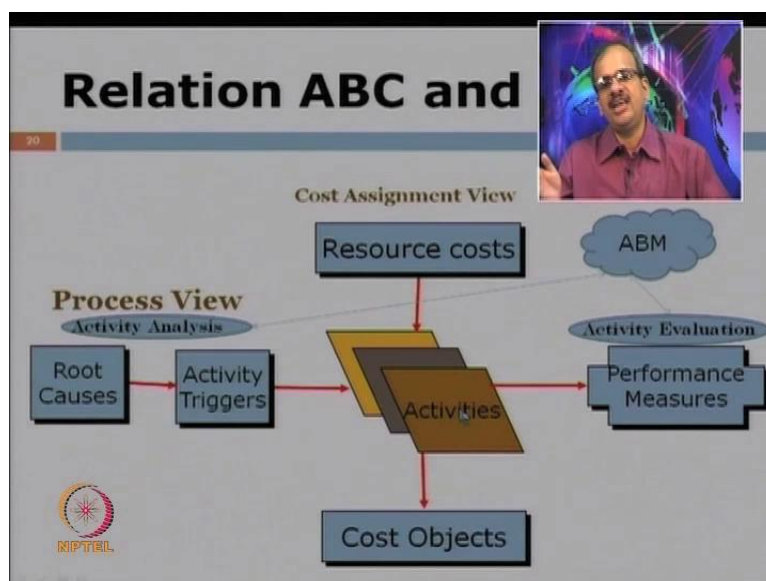 Relation ABC and
20
Cost Assignment View
Resource costs
ABM
Process View
Activity Analysis
Activity Evaluation
Root
Causes
Activity
Triggers
Activities
Performance
Measures
Cost Objects
NPTEL